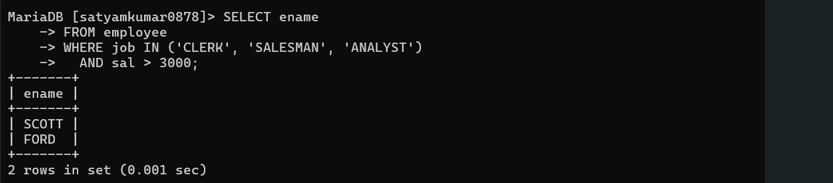 MariaDB [satyamkumar0878]> SELECT ename
    -> FROM employee
    -> WHERE job IN ('CLERK', 'SALESMAN', 'ANALYST')
    ->   AND sal > 3000;
+-------+
| ename |
+-------+
| SCOTT |
| FORD  |
+-------+
2 rows in set (0.001 sec)